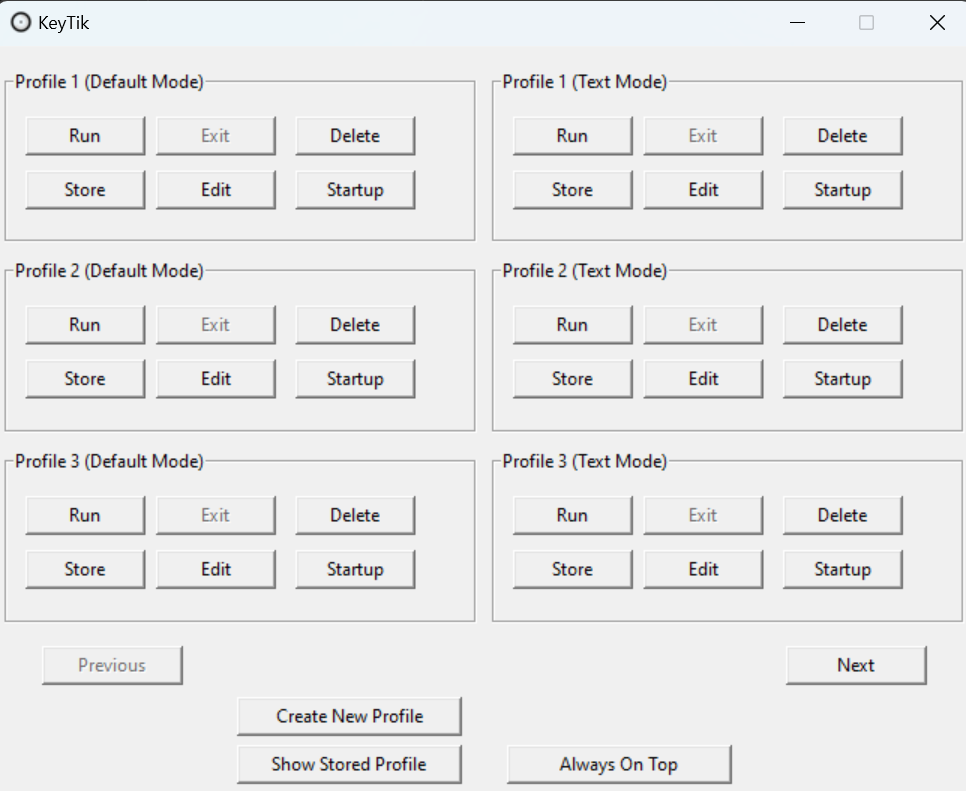 KeyTik
Profile 1 (Default Mode)
Run Exit Delete
Store Edit Startup
Profile 1 (Text Mode)
Run Exit Delete
Store Edit Startup
Profile 2 (Default Mode)
Run Exit Delete
Store Edit Startup
Profile 2 (Text Mode)
Run Exit Delete
Store Edit Startup
Profile 3 (Default Mode)
Run Exit Delete
Store Edit Startup
Profile 3 (Text Mode)
Run Exit Delete
Store Edit Startup
Previous Next
Create New Profile
Show Stored Profile Always On Top